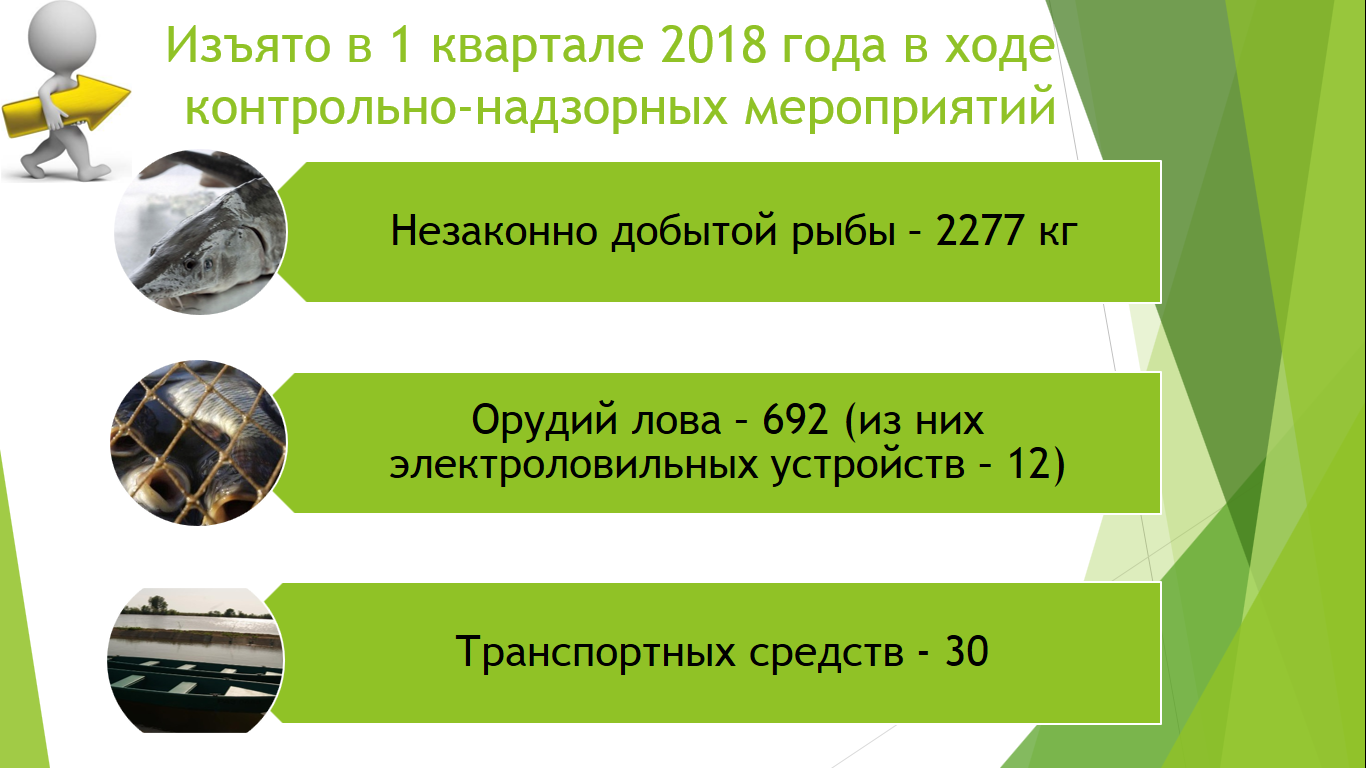 Изъято в 1 квартале 2018 года в ходе
контрольно-надзорных мероприятий
Незаконно добытой рыбы – 2277 кг
Орудий лова – 692 (из них
электроловильных устройств – 12)
Транспортных средств - 30